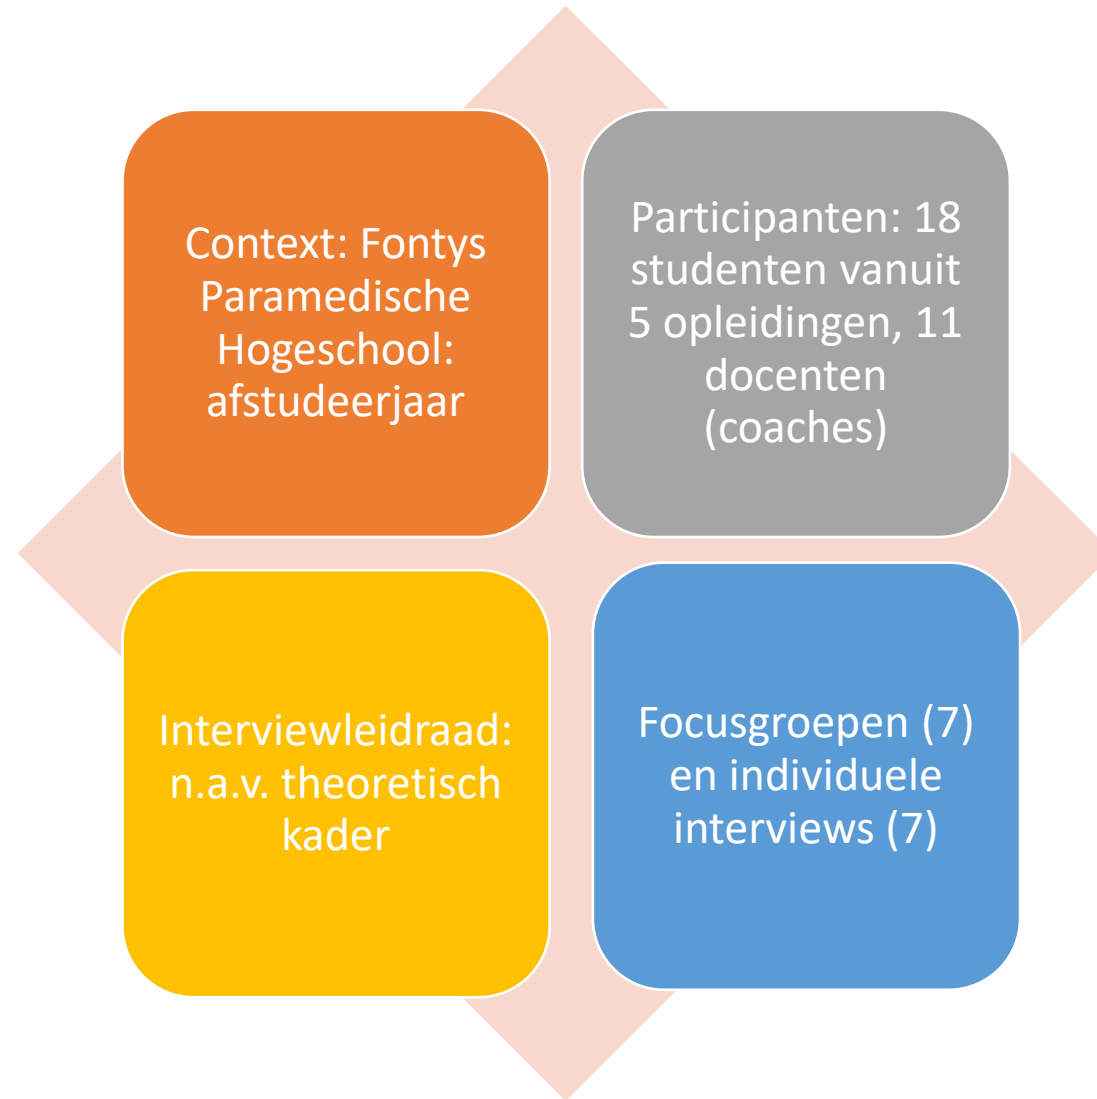 Context: Fontys
Paramedische
Hogeschool:
afstudeerjaar
Participanten: 18
studenten vanuit
5 opleidingen, 11
docenten
(coaches)
Interviewleidraad:
n.a.v. theoretisch
kader
Focusgroepen (7)
en individuele
interviews (7)